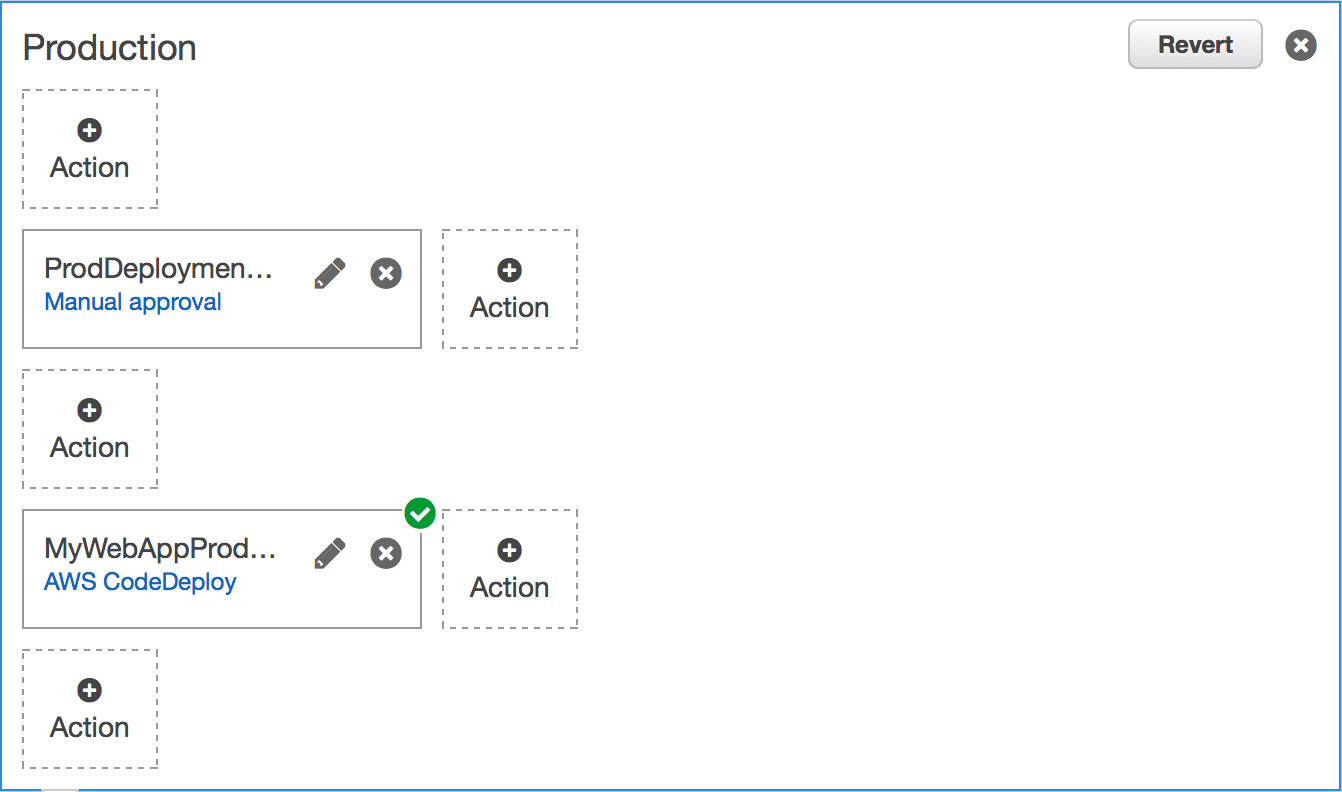 Production
Revert
Action
ProdDeploymen...
Manual approval
Action
Action
MyWebAppProd...
AWS CodeDeploy
Action
Action